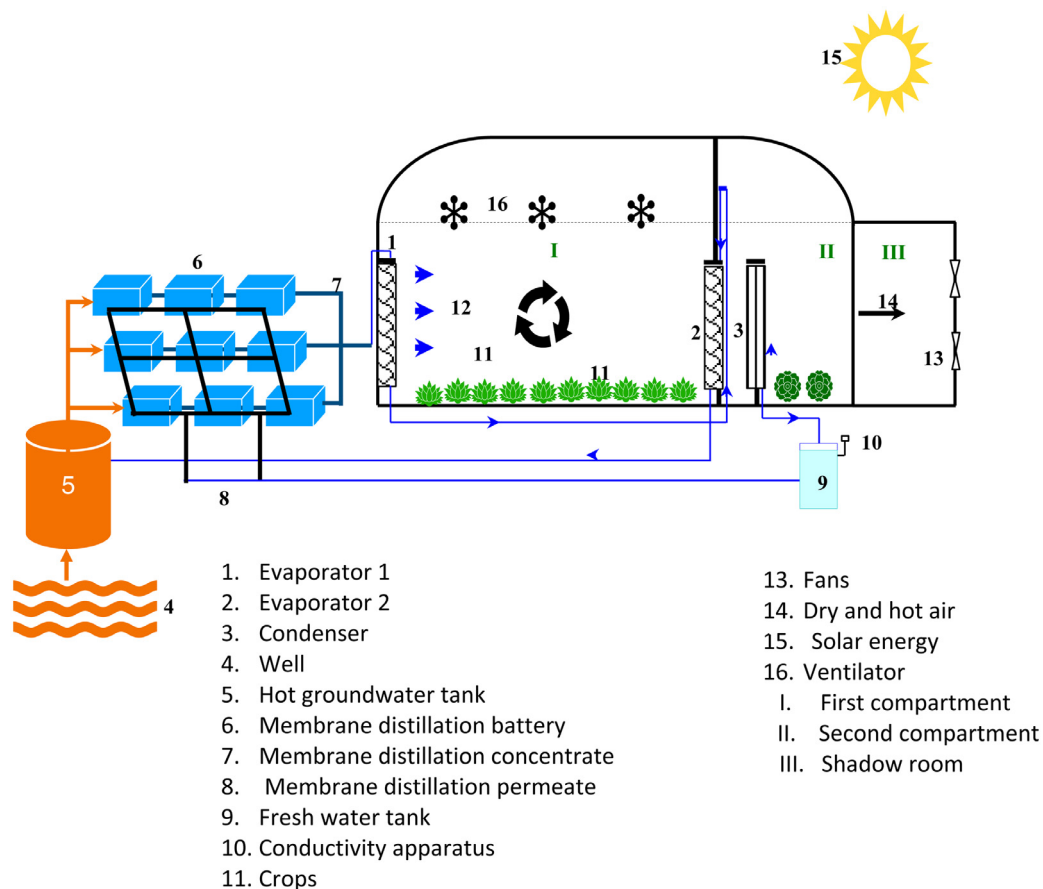 15
16
1
I
II
III
6
7
12
14
2
3
13
11
11
5
10
9
8
4
1. Evaporator 1
2. Evaporator 2
3. Condenser
4. Well
5. Hot groundwater tank
6. Membrane distillation battery
7. Membrane distillation concentrate
8. Membrane distillation permeate
9. Fresh water tank
10. Conductivity apparatus
11. Crops
13. Fans
14. Dry and hot air
15. Solar energy
16. Ventilator
I. First compartment
II. Second compartment
III. Shadow room